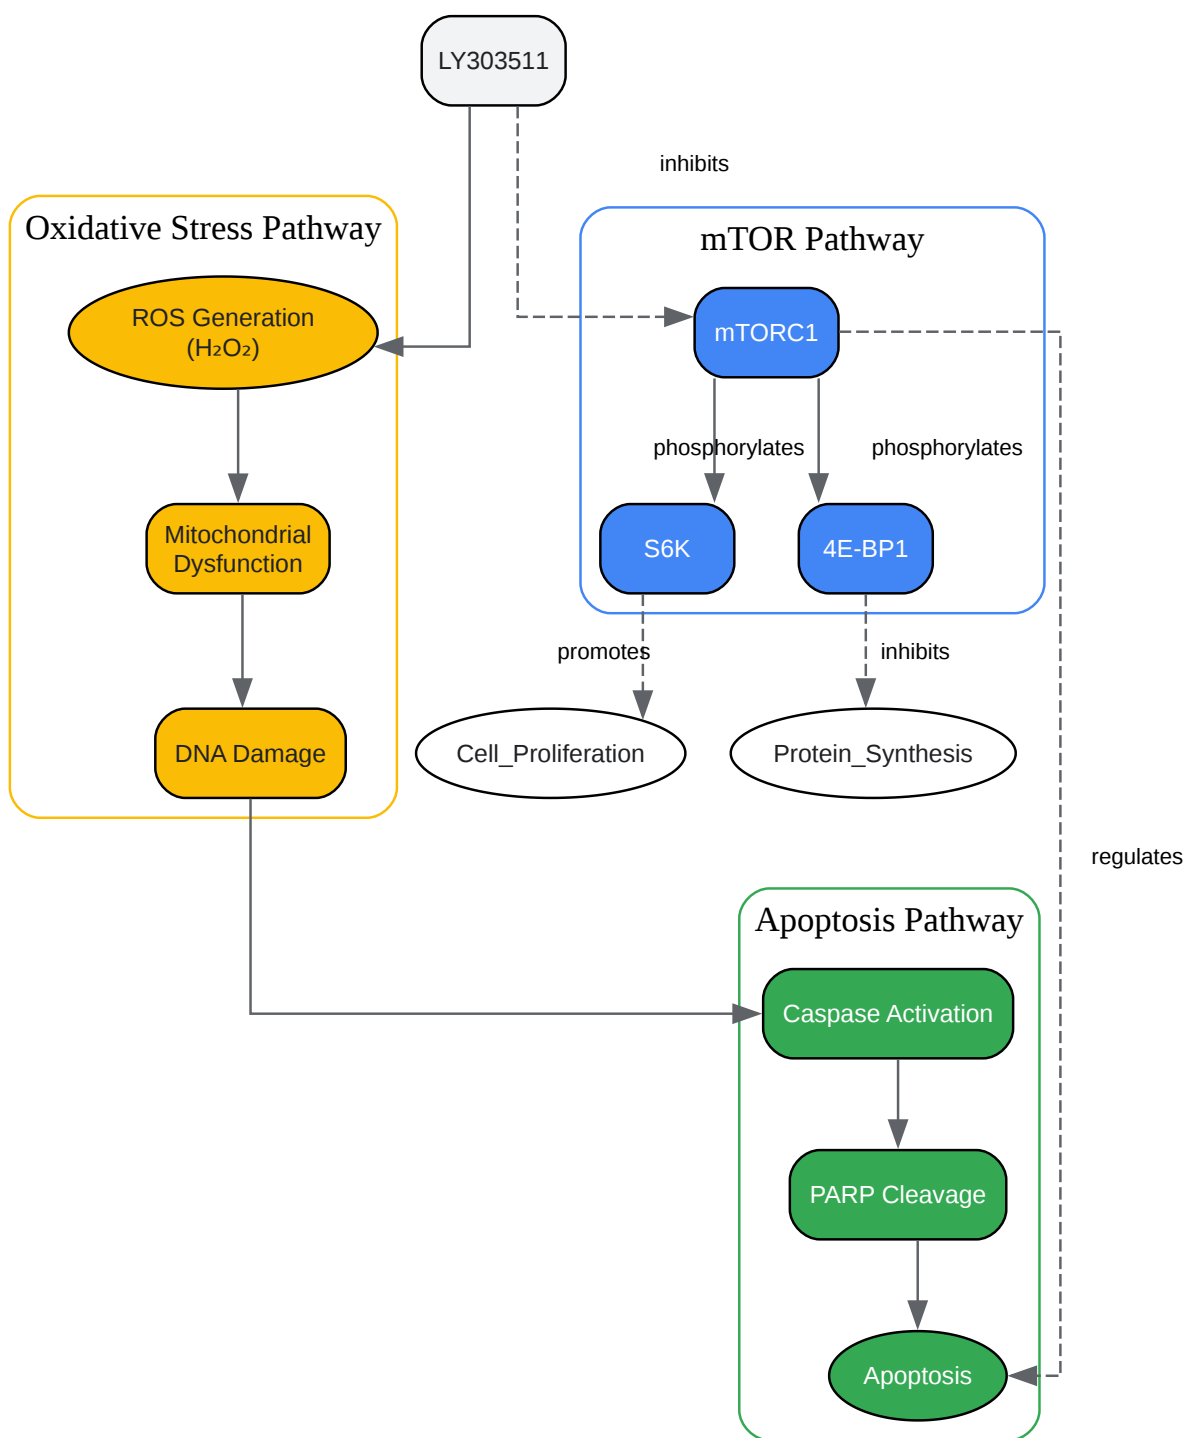 LY303511
inhibits
Oxidative Stress Pathway
mTOR Pathway
ROS Generation
(H₂O₂)
mTORC1
phosphorylates
phosphorylates
Mitochondrial
Dysfunction
S6K
4E-BP1
promotes
inhibits
DNA Damage
Cell_Proliferation
Protein_Synthesis
regulates
Apoptosis Pathway
Caspase Activation
PARP Cleavage
Apoptosis